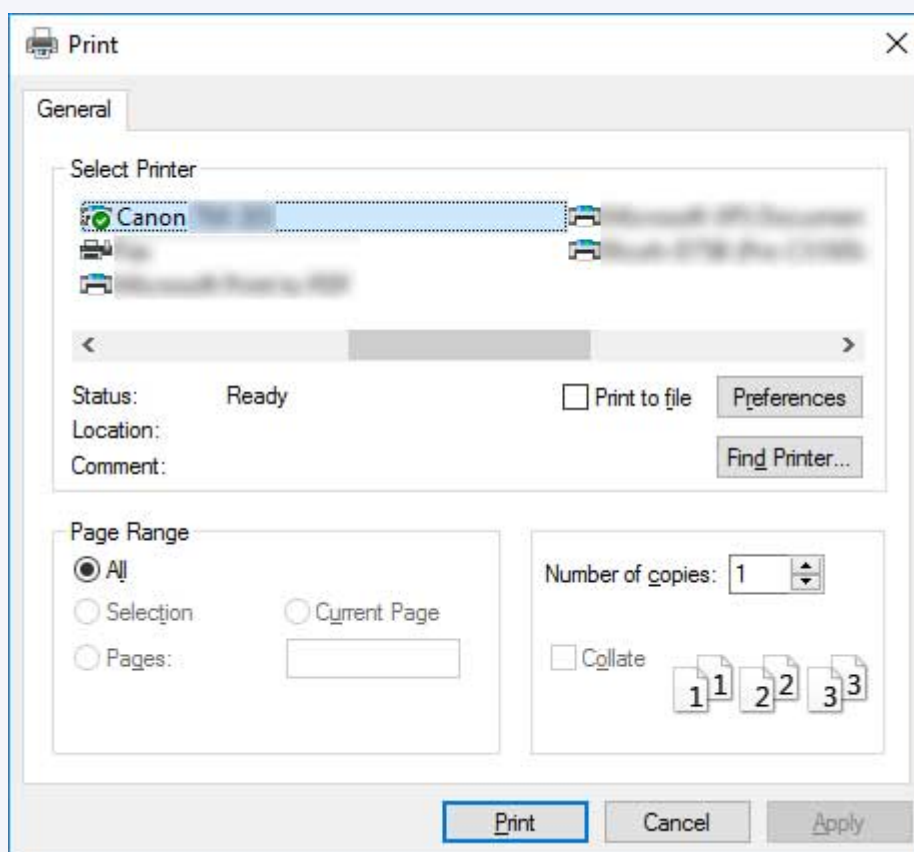 Print
General
Select Printer
Canon
Status: Ready
Print to file
Preferences
Location:
Comment:
Find Printer...
Page Range
All
Selection
Current Page
Pages:
Number of copies: 1
Collate
1 1 2 2 3 3
Print Cancel Apply